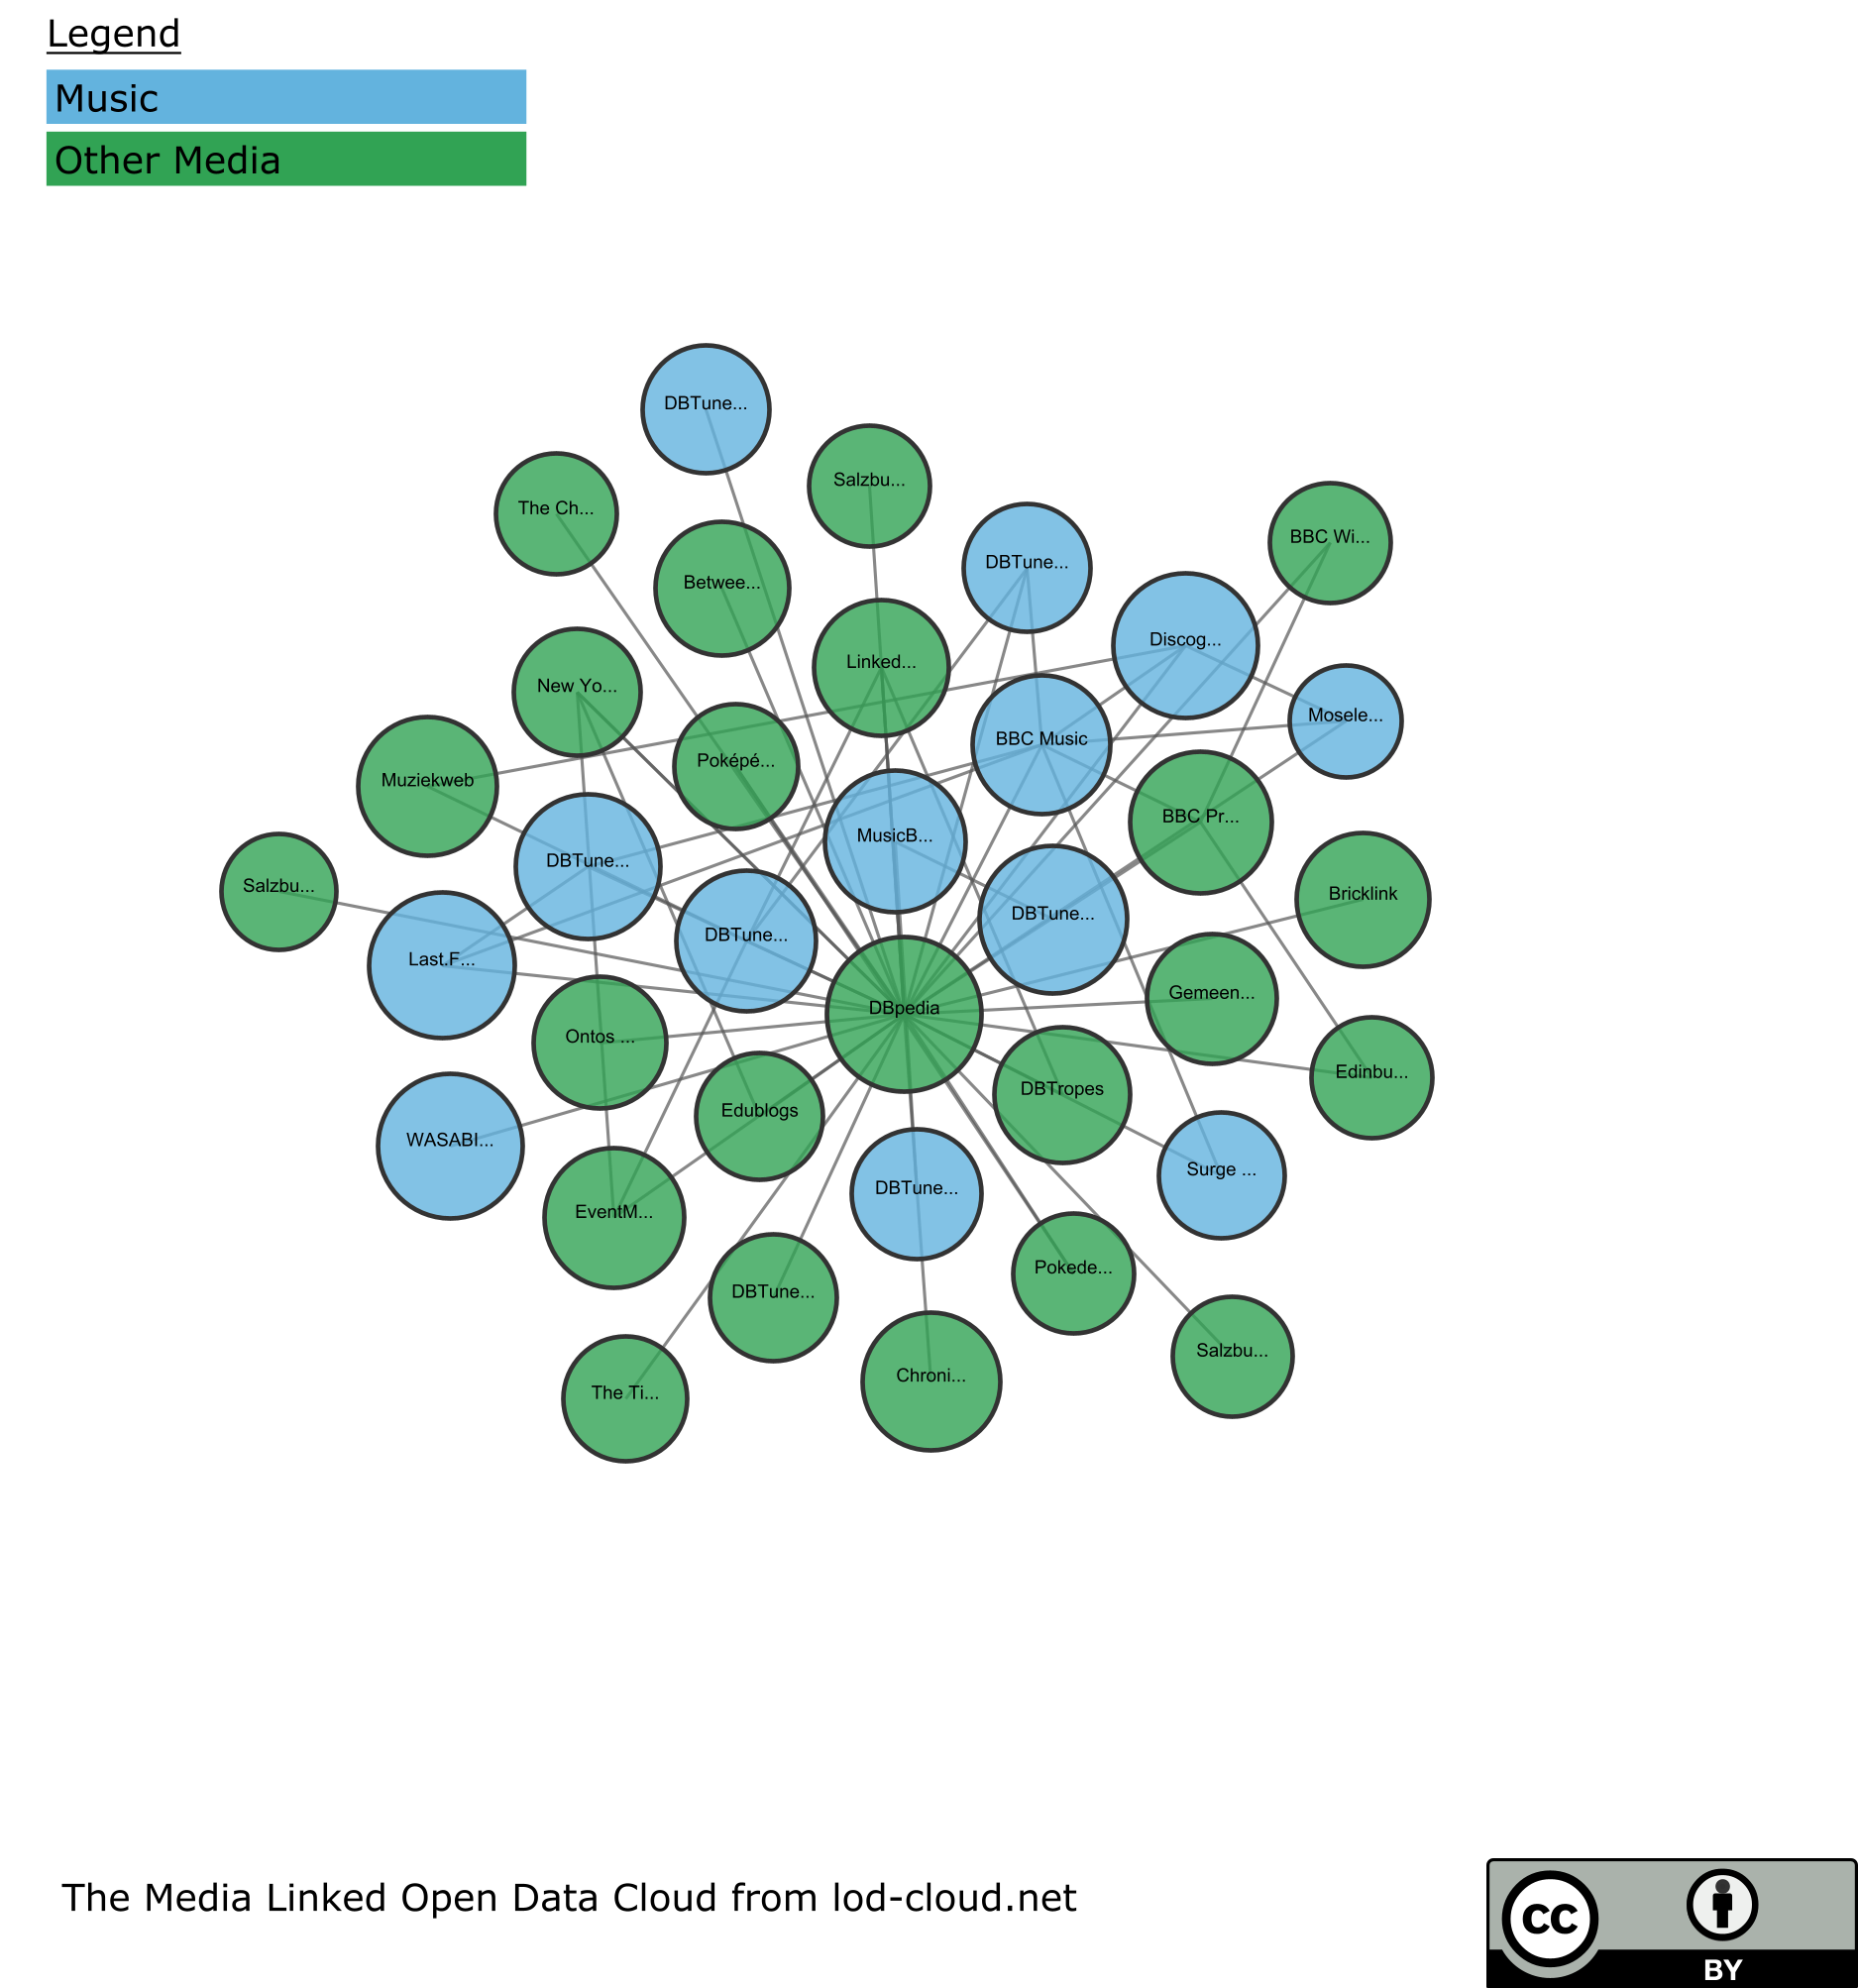 Legend
Music
Other Media
DBTune...
Salzbu...
The Ch...
BBC Wi...
DBTune...
Betwee...
Discog...
Linked...
New Yo...
Mosele...
BBC Music
Poképé...
Muziekweb
BBC Pr...
MusicB...
DBTune...
Salzbu...
Bricklink
DBTune...
DBTune...
Last.F...
Gemeen...
DBpedia
Ontos ...
Edinbu...
DBTropes
Edublogs
WASABI...
Surge ...
DBTune...
EventM...
Pokede...
DBTune...
Salzbu...
Chroni...
The Ti...
The Media Linked Open Data Cloud from lod-cloud.net
cc
BY